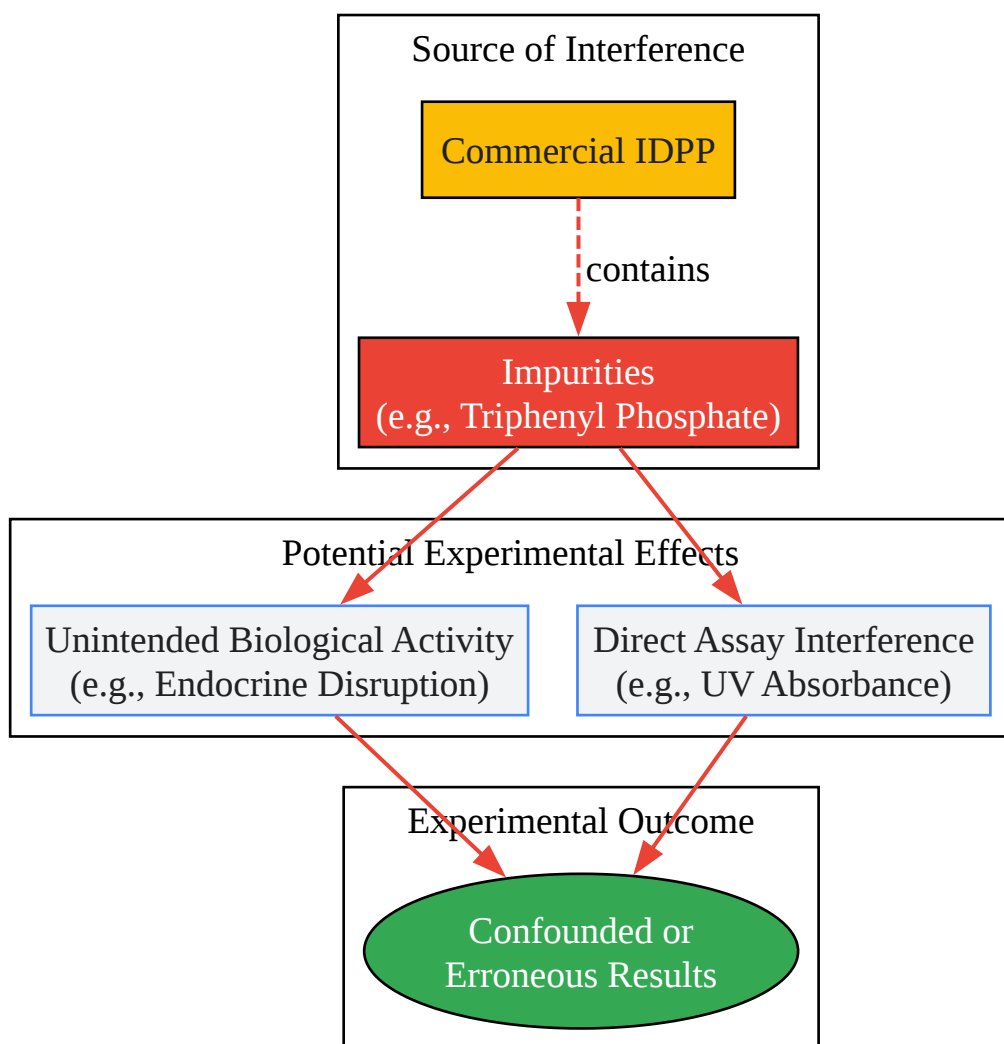 Source of Interference
Commercial IDPP
contains
Impurities
(e.g., Triphenyl Phosphate)
Potential Experimental Effects
Unintended Biological Activity
(e.g., Endocrine Disruption)
Direct Assay Interference
(e.g., UV Absorbance)
Experimental Outcome
Confounded or
Erroneous Results